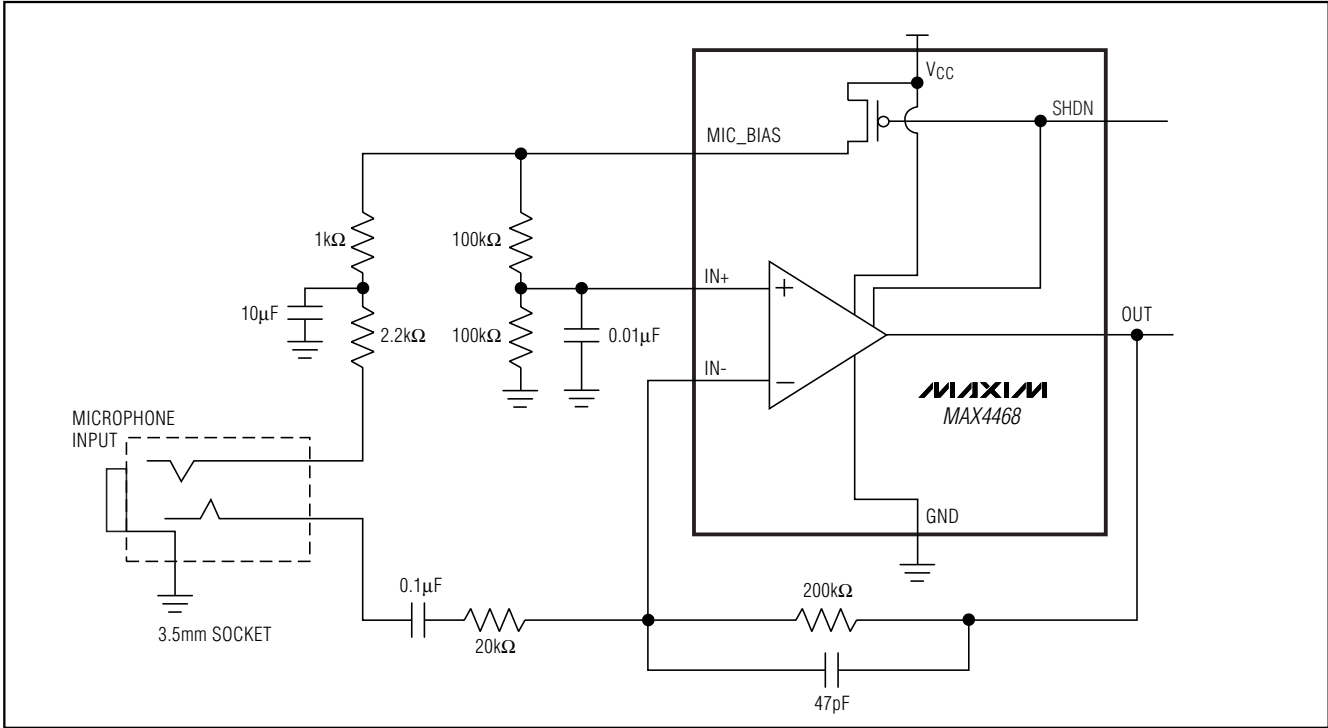 VCC
SHDN
MIC_BIAS
1kΩ
100kΩ
IN+
10µF
2.2kΩ
100kΩ
0.01µF
+
OUT
IN-
−
MAXIM
MAX4468
MICROPHONE
INPUT
GND
0.1µF
200kΩ
3.5mm SOCKET
20kΩ
47pF